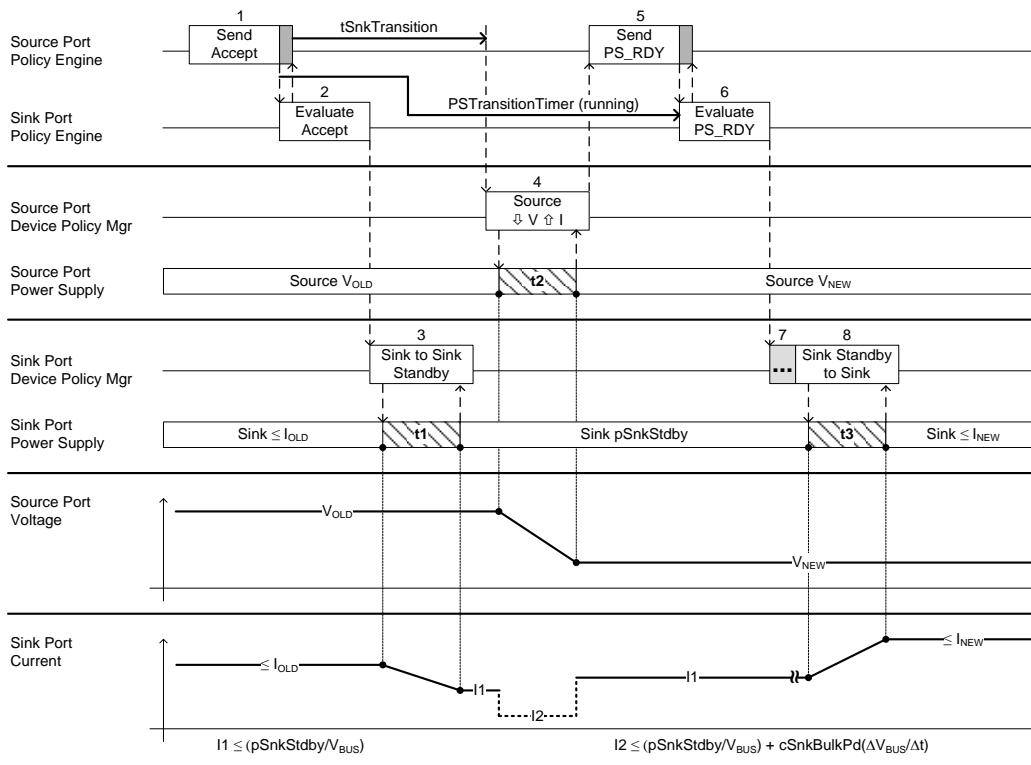 1
5
Source Port
Policy Engine
Send
Accept
tSnkTransition
Send
PS_RDY
2
6
Sink Port
Policy Engine
Evaluate
Accept
PSTransitionTimer (running)
Evaluate
PS_RDY
4
Source Port
Device Policy Mgr
Source
⇩ V ⇧ I
Source Port
Power Supply
Source VOLD
t2
Source VNEW
3
7
8
Sink Port
Device Policy Mgr
Sink to Sink
Standby
...
Sink Standby
to Sink
Sink Port
Power Supply
Sink ≤ IOLD
t1
Sink pSnkStdby
t3
Sink ≤ INEW
Source Port
Voltage
VOLD
VNEW
Sink Port
Current
≤ IOLD
I1
I2
I1
≤ INEW
I1 ≤ (pSnkStdby/VBUS)
I2 ≤ (pSnkStdby/VBUS) + cSnkBulkPd(ΔVBUS/Δt)